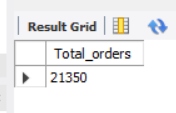 Result Grid
Total_orders
21350